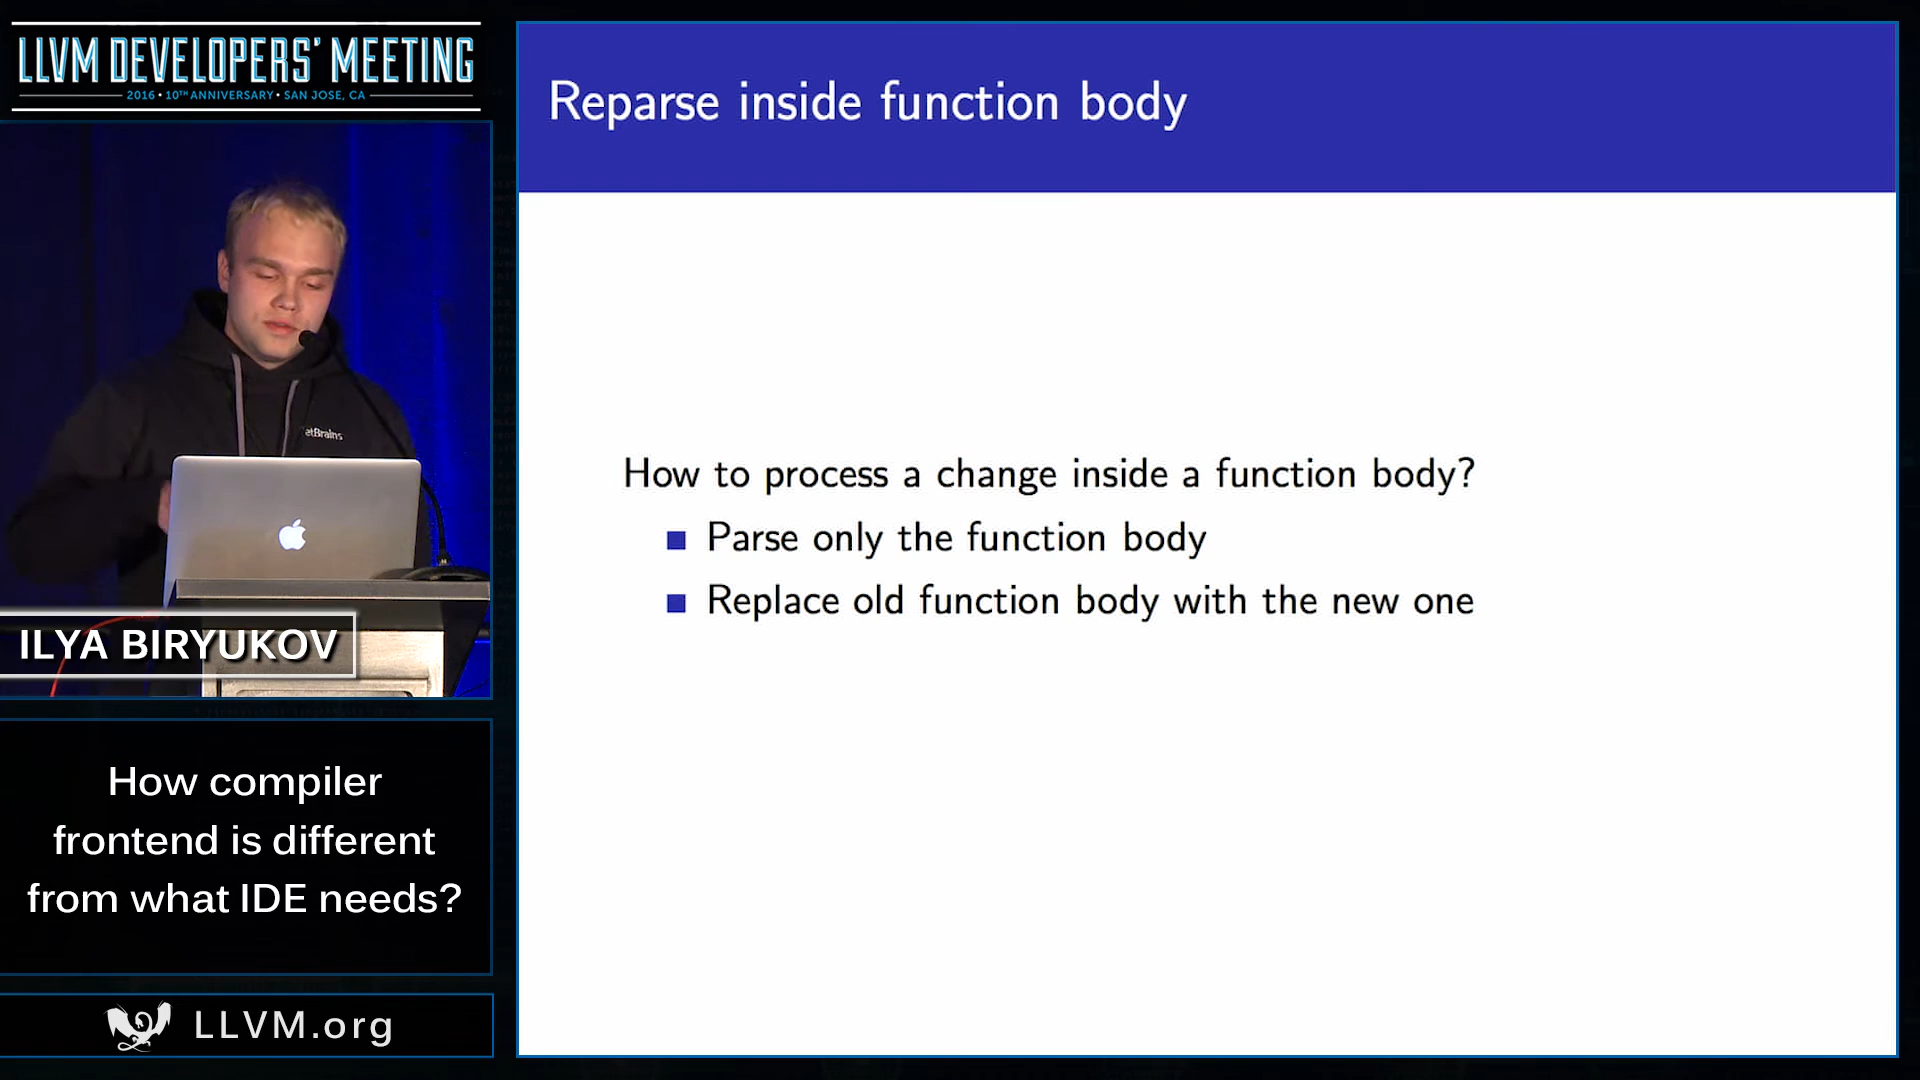 LLVM DEVELOPERS' MEETING
2016 • 10TH ANNIVERSARY • SAN JOSE, CA
Reparse inside function body
How to process a change inside a function body?
Parse only the function body
Replace old function body with the new one
etBrains
ILYA BIRYUKOV
How compiler
frontend is different
from what IDE needs?
LLVM.org